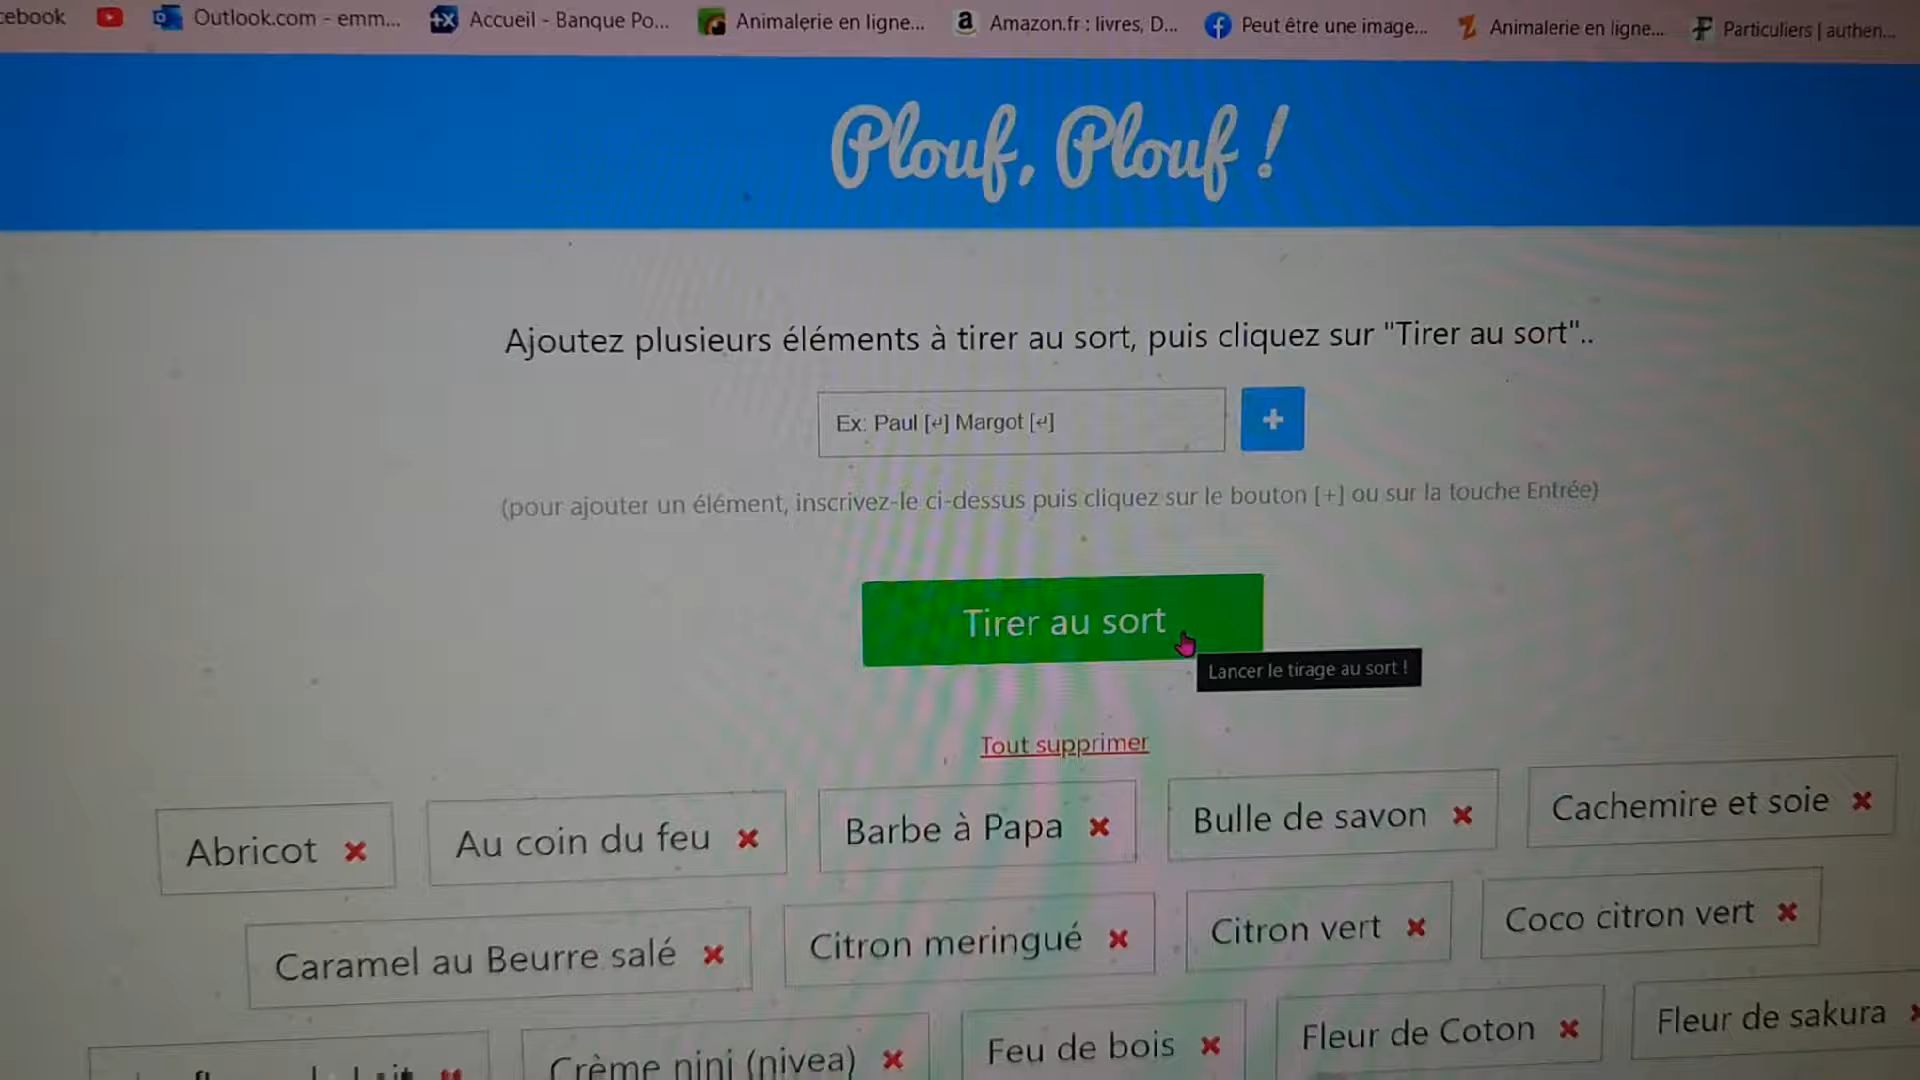 cebook Outlook.com - emm... Accueil - Banque Po... Animalerie en ligne... Amazon.fr : livres, D... Peut être une image... Animalerie en ligne... Particuliers | authen...
Plouf, Plouf !
Ajoutez plusieurs éléments à tirer au sort, puis cliquez sur "Tirer au sort"..
Ex: Paul [↵] Margot [↵] +
(pour ajouter un élément, inscrivez-le ci-dessus puis cliquez sur le bouton [+] ou sur la touche Entrée)
Tirer au sort
Lancer le tirage au sort !
Tout supprimer
Abricot Au coin du feu Barbe à Papa Bulle de savon Cachemire et soie
Caramel au Beurre salé Citron meringué Citron vert Coco citron vert
Crème nini (nivea) Feu de bois Fleur de Coton Fleur de sakura